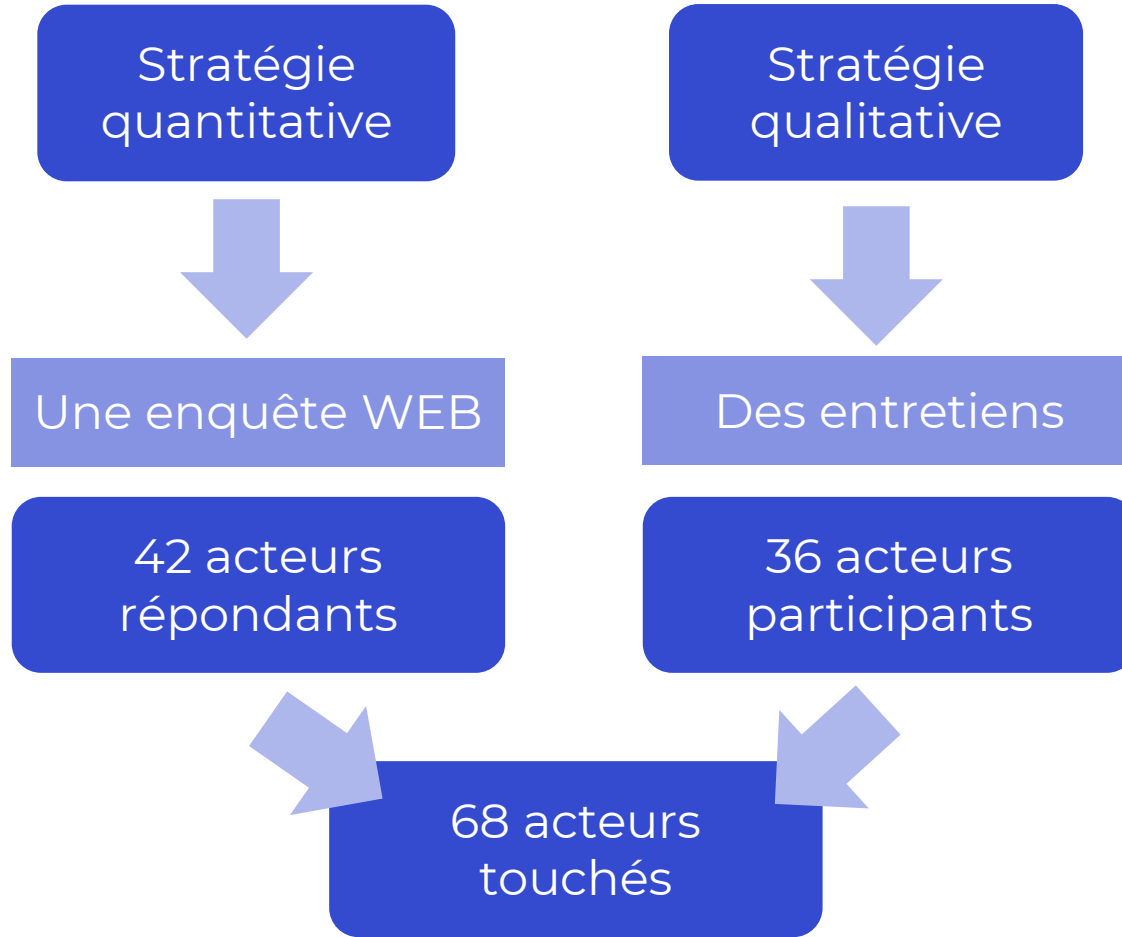 Stratégie
quantitative
Stratégie
qualitative
Une enquête WEB
Des entretiens
42 acteurs
répondants
36 acteurs
participants
68 acteurs
touchés